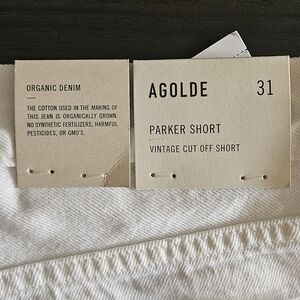 ORGANIC DENIM
THE COTTON USED IN THE MAKING OF
THIS JEAN IS ORGANICALLY GROWN.
NO SYNTHETIC FERTILIZERS, HARMFUL
PESTICIDES, OR GMO'S.
AGOLDE 31
PARKER SHORT
VINTAGE CUT OFF SHORT